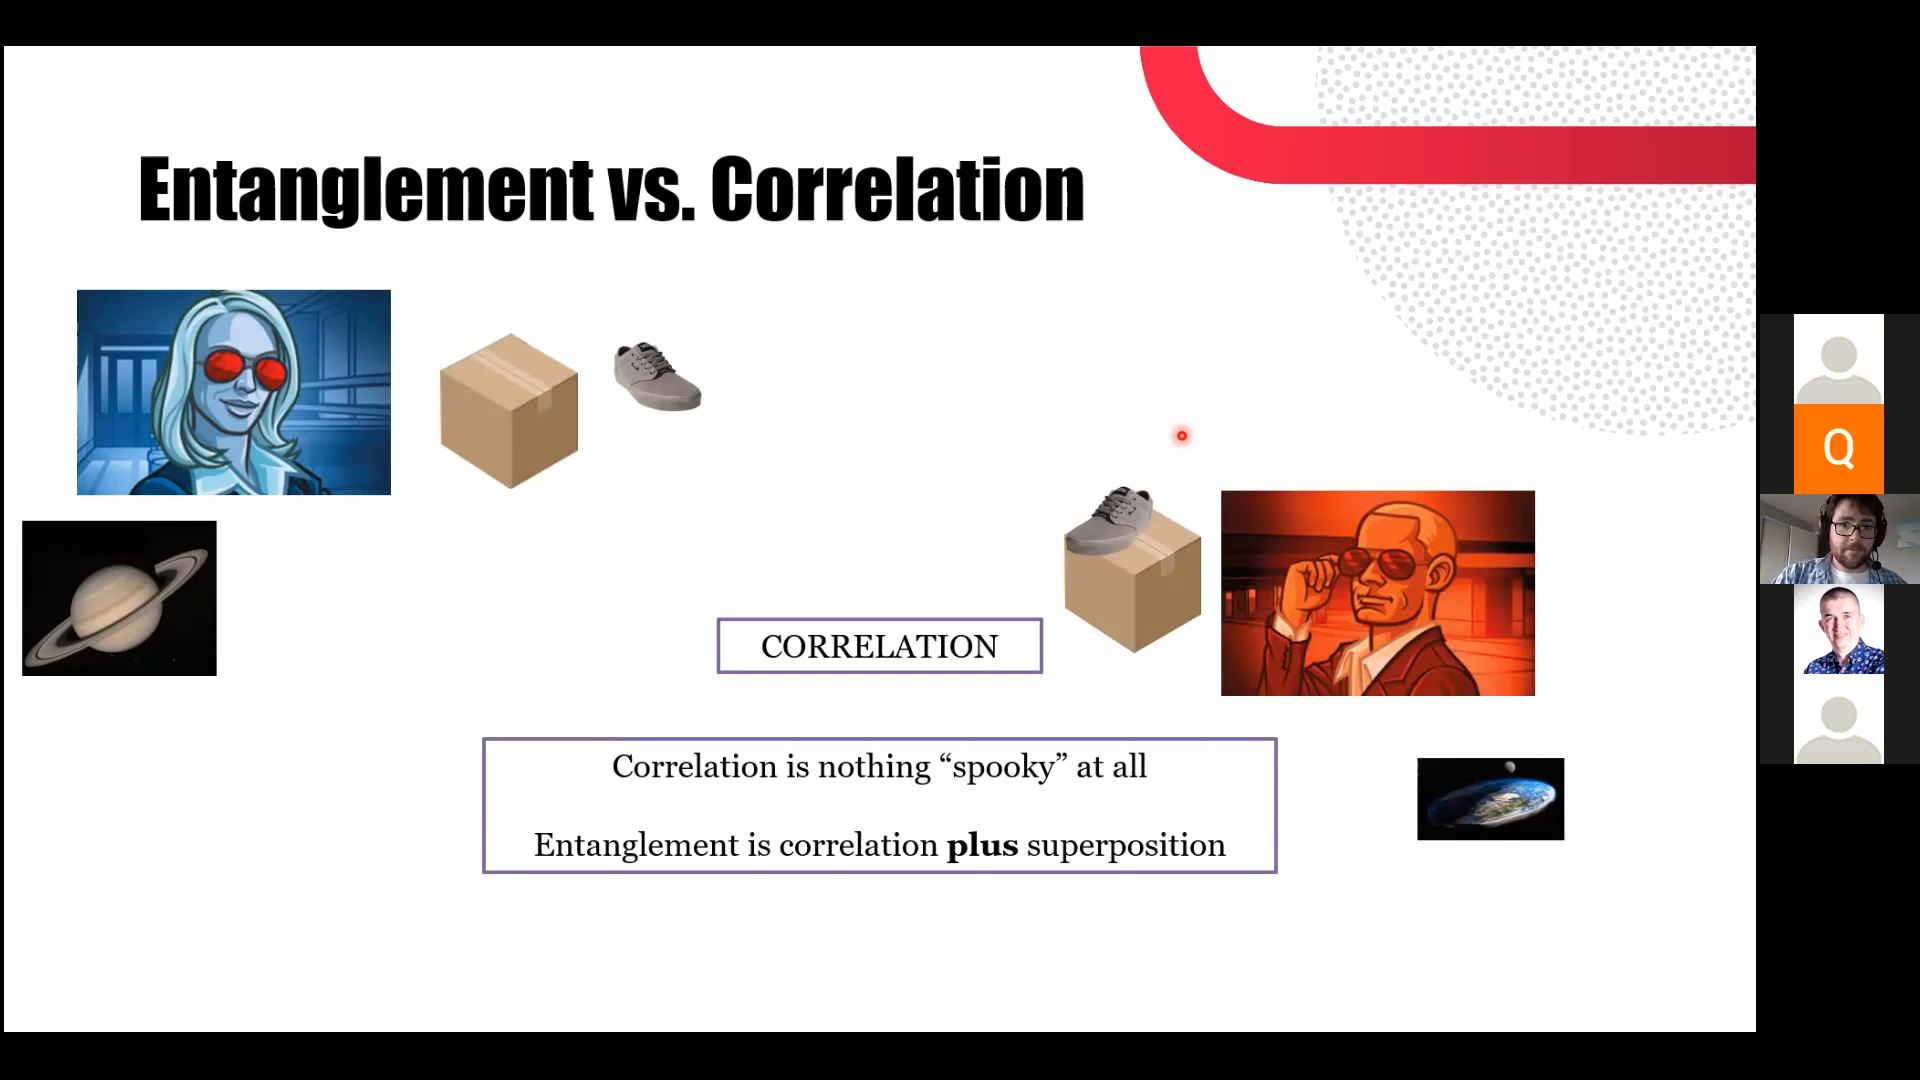 Entanglement vs. Correlation
CORRELATION
Correlation is nothing “spooky” at all
Entanglement is correlation plus superposition
Q